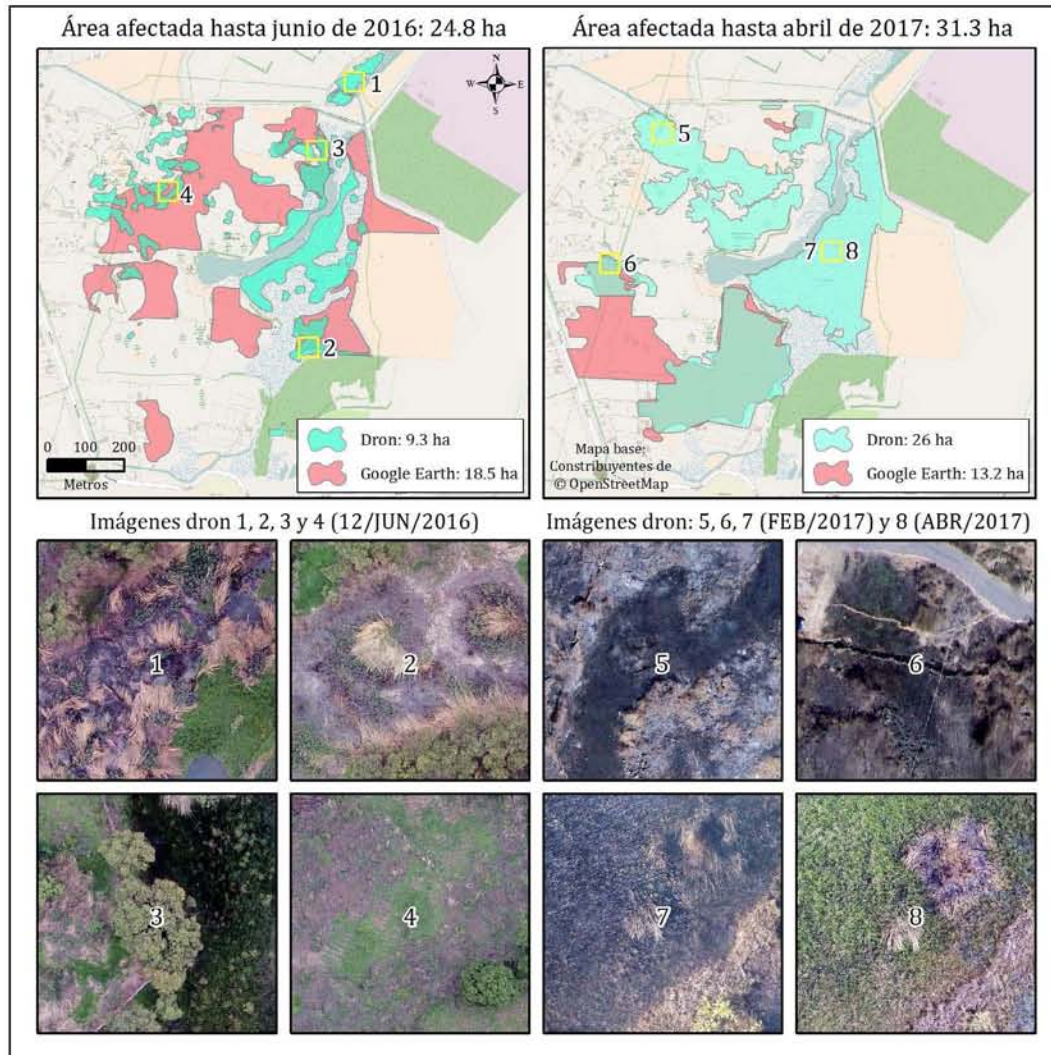 Área afectada hasta junio de 2016: 24.8 ha
Área afectada hasta abril de 2017: 31.3 ha
N
W
E
S
1
3
4
2
0 100 200
Metros
Dron: 9.3 ha
Google Earth: 18.5 ha
5
6
7
8
Mapa base:
Constribuyentes de
© OpenStreetMap
Dron: 26 ha
Google Earth: 13.2 ha
Imágenes dron 1, 2, 3 y 4 (12/JUN/2016)
Imágenes dron: 5, 6, 7 (FEB/2017) y 8 (ABR/2017)
1
2
5
6
3
4
7
8